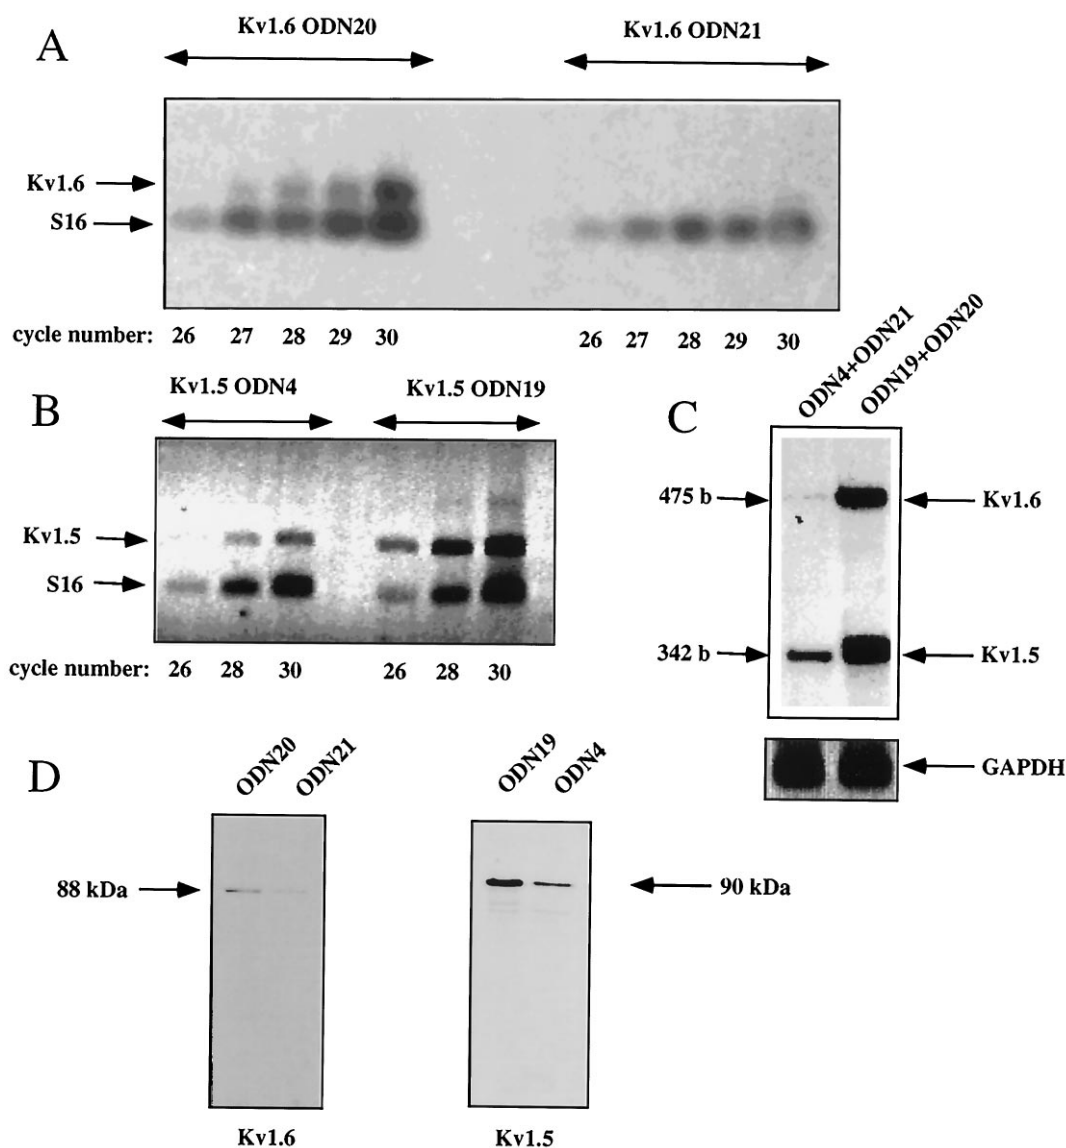 A
Kv1.6 ODN20 Kv1.6 ODN21
Kv1.6
S16
cycle number: 26 27 28 29 30 26 27 28 29 30
B
Kv1.5 ODN4 Kv1.5 ODN19
Kv1.5
S16
cycle number: 26 28 30 26 28 30
C
ODN4+ODN21 ODN19+ODN20
475 b Kv1.6
342 b Kv1.5
GAPDH
D
ODN20 ODN21 ODN19 ODN4
88 kDa 90 kDa
Kv1.6 Kv1.5